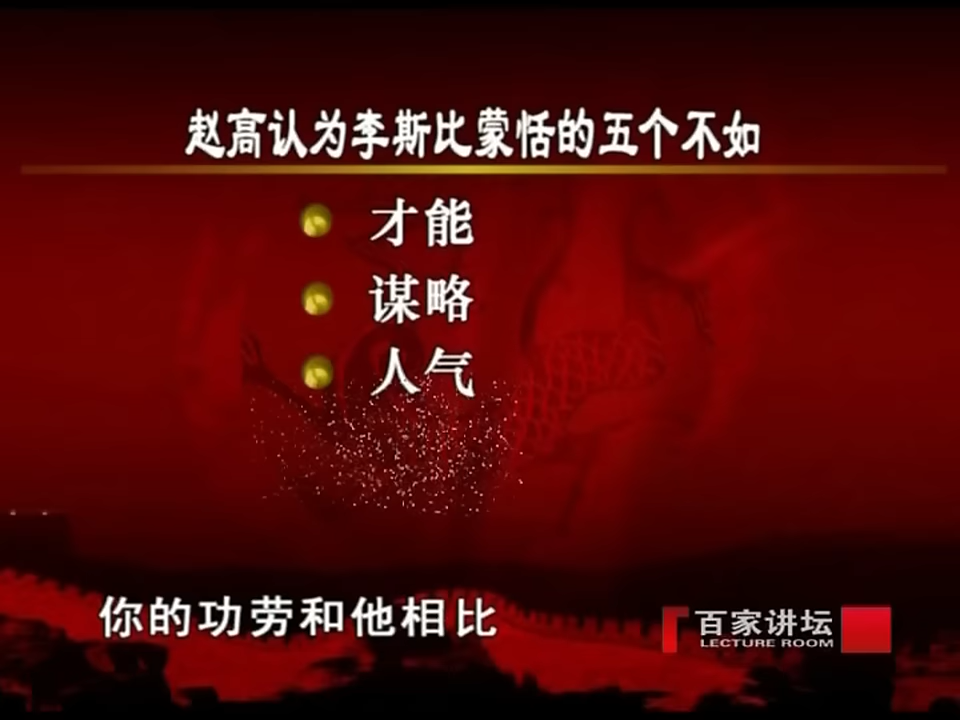 赵高认为李斯比蒙恬的五个不如
才能
谋略
人气
你的功劳和他相比
百家讲坛
LECTURE ROOM